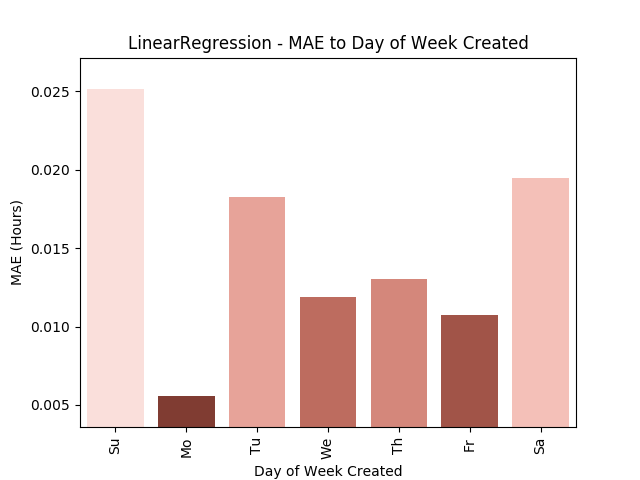 LinearRegression - MAE to Day of Week Created
MAE (Hours)
0.025
0.020
0.015
0.010
0.005
Su
Mo
Tu
We
Th
Fr
Sa
Day of Week Created